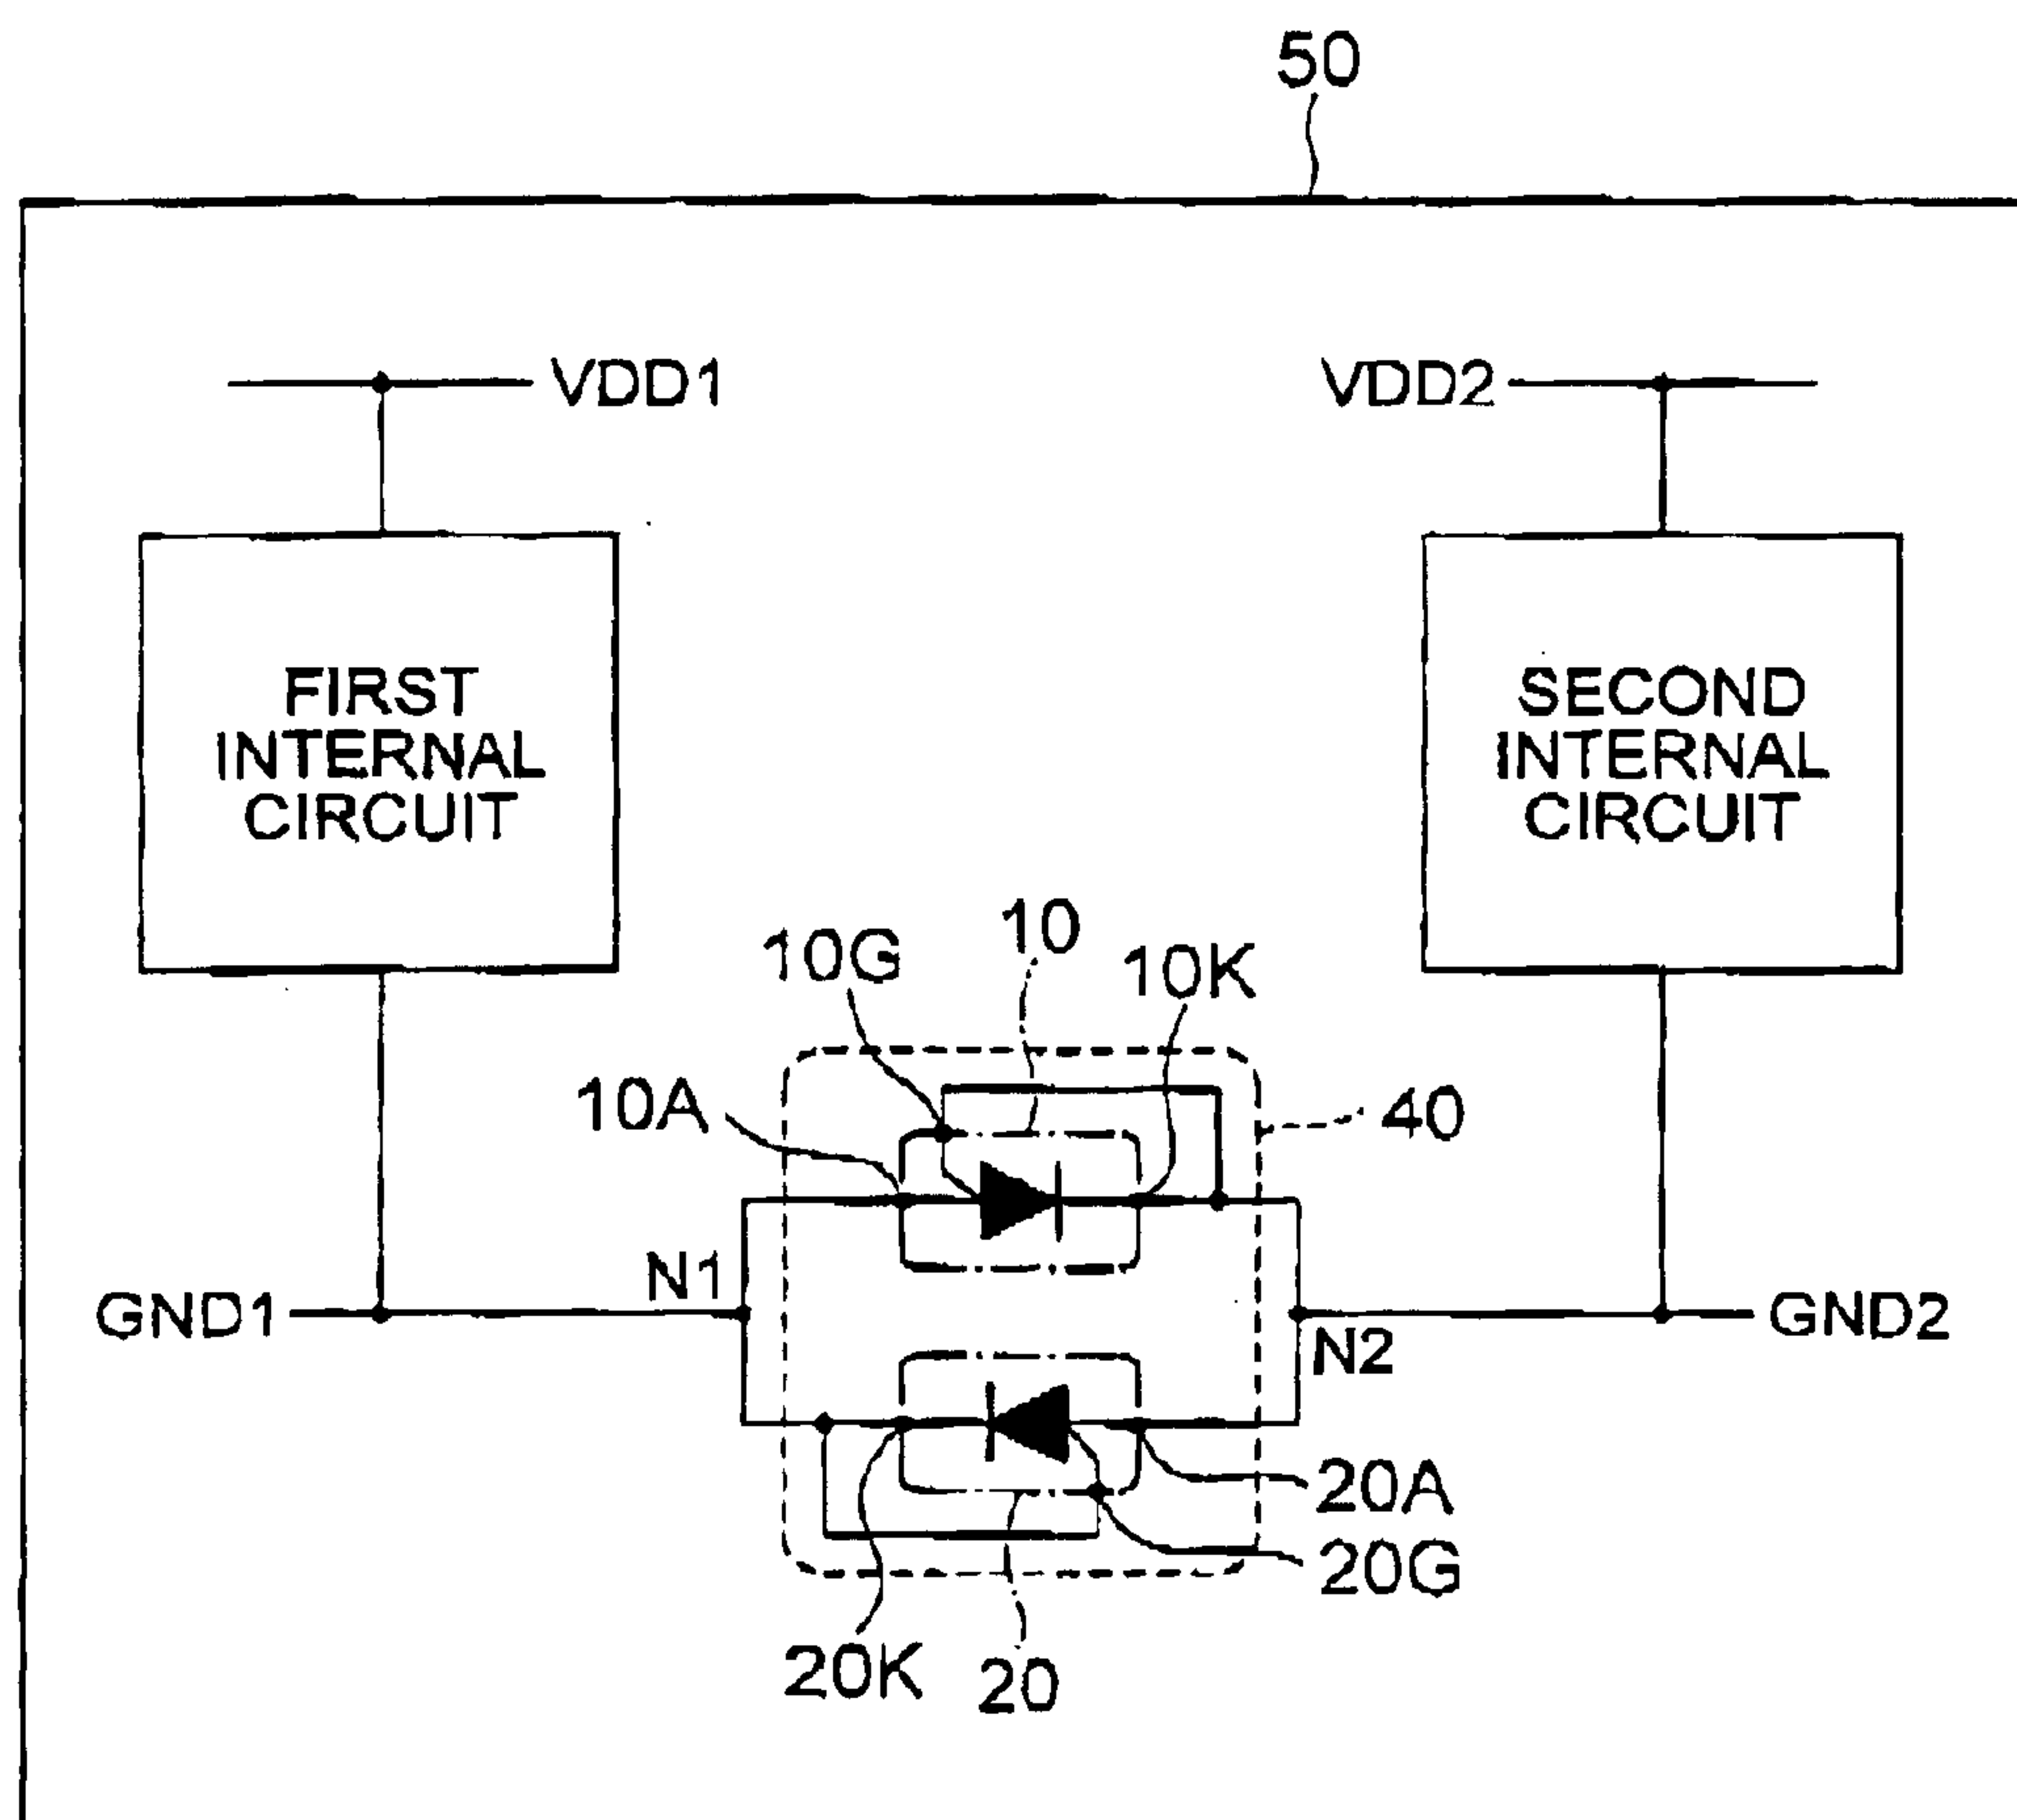 50
VDD1
VDD2
FIRST
INTERNAL
CIRCUIT
SECOND
INTERNAL
CIRCUIT
10
10G
10K
10A
40
N1
GND1
GND2
N2
20A
20G
20K
20